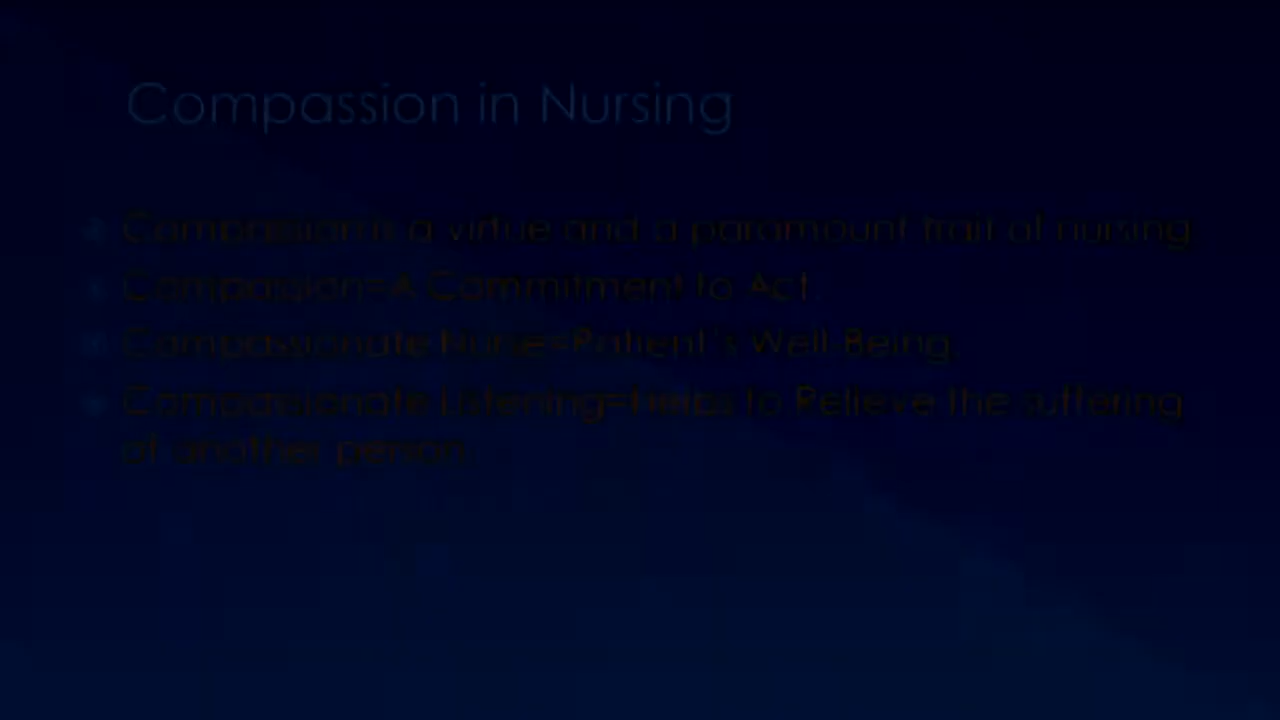 Compassion in Nursing
Compassion is a virtue and a paramount trait of nursing
Compassion=A Commitment to Act
Compassionate Nurse=Patient's Well-Being
Compassionate Listening=Helps to Relieve the suffering
of another person